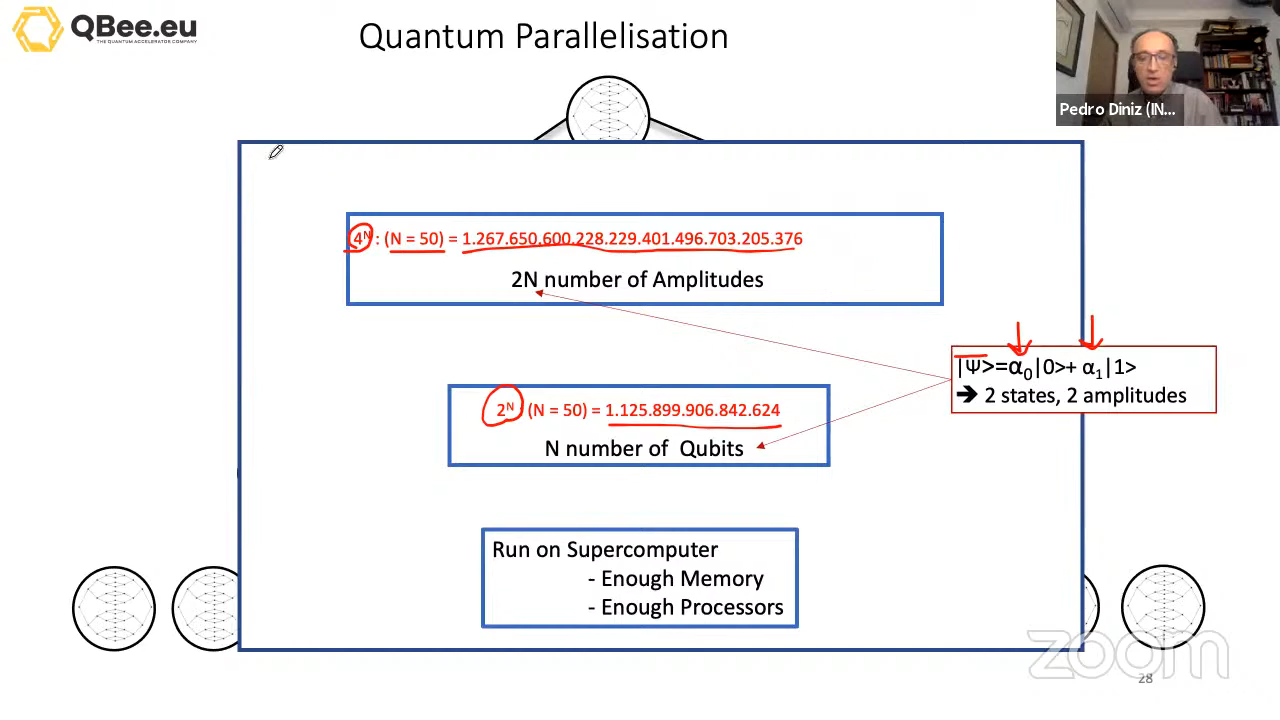 QBee.eu
THE QUANTUM ACCELERATOR COMPANY
Quantum Parallelisation
Pedro Diniz (IN...
4ᴺ : (N = 50) = 1.267.650.600.228.229.401.496.703.205.376
2N number of Amplitudes
|Ψ>=α₀|0>+ α₁|1>
➔ 2 states, 2 amplitudes
2ᴺ : (N = 50) = 1.125.899.906.842.624
N number of Qubits
Run on Supercomputer
- Enough Memory
- Enough Processors
zoom
28